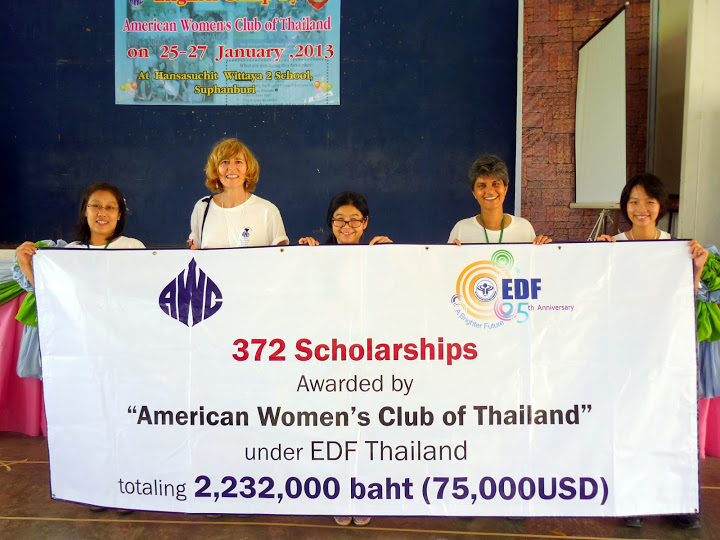 American Women's Club of Thailand
on 25-27 January ,2013
At Hansasuchit Wittaya 2 School,
Suphanburi
AWC
EDF
25th Anniversary
A Brighter Future
372 Scholarships
Awarded by
“American Women's Club of Thailand”
under EDF Thailand
totaling 2,232,000 baht (75,000USD)